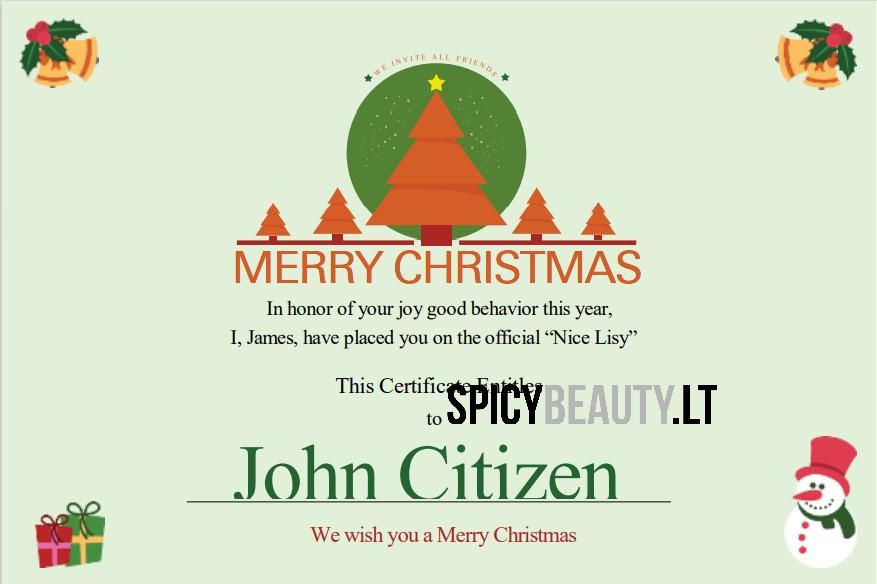 WE INVITE ALL FRIENDS
MERRY CHRISTMAS
In honor of your joy good behavior this year,
I, James, have placed you on the official “Nice Lisy”
This Certificate Entitles
to SPICYBEAUTY.LT
John Citizen
We wish you a Merry Christmas